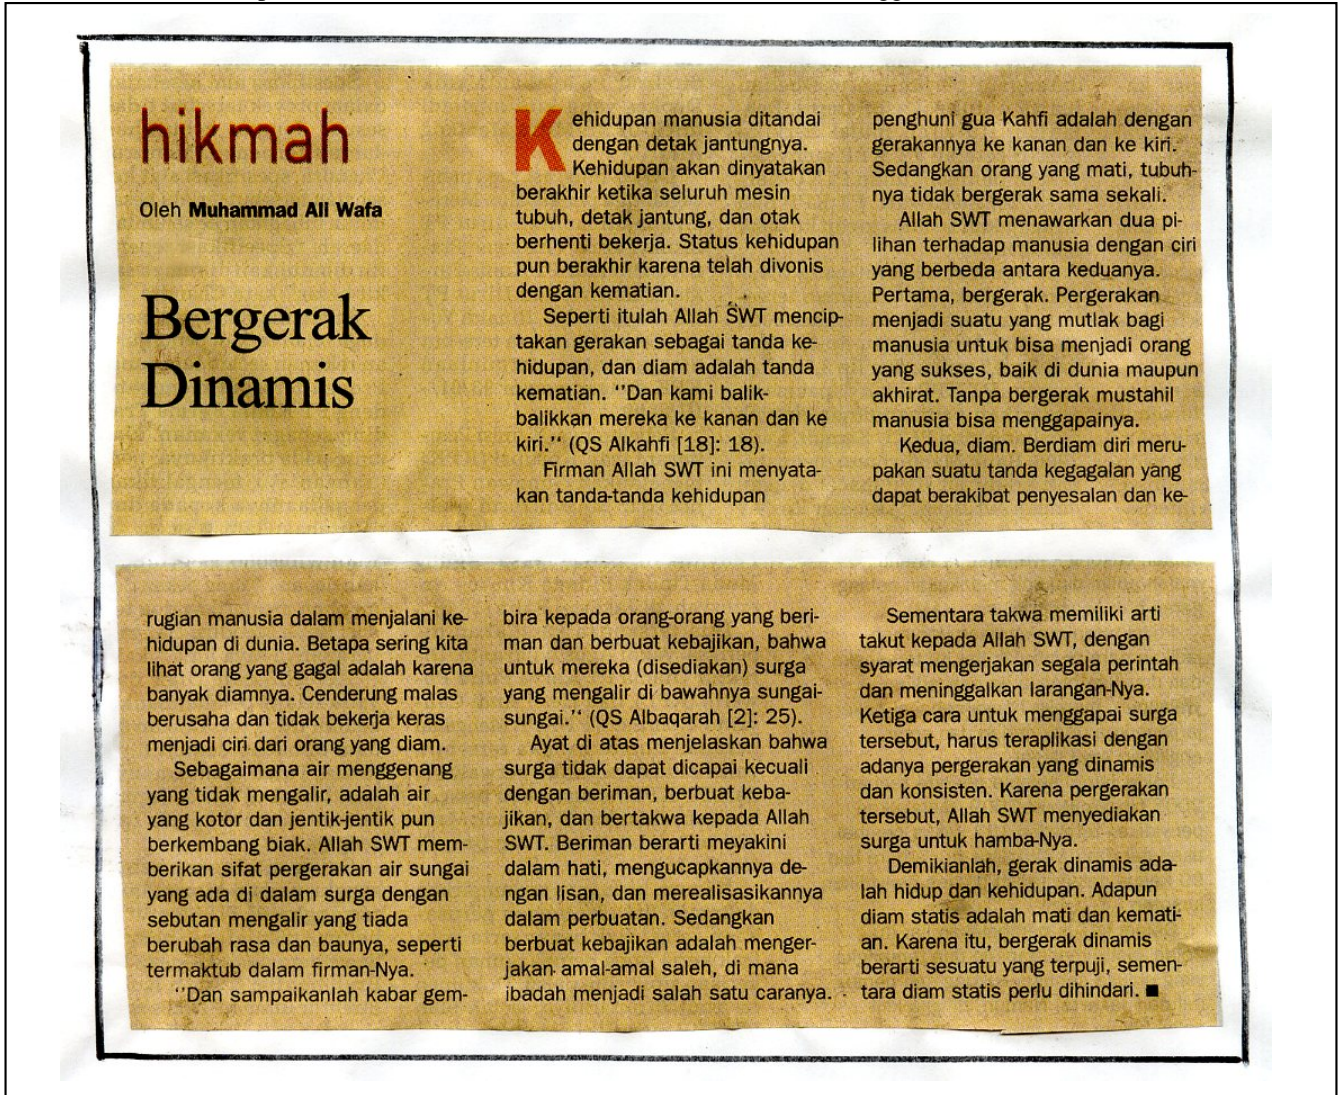 hikmah
Oleh Muhammad Ali Wafa
Bergerak
Dinamis
Kehidupan manusia ditandai
dengan detak jantungnya.
Kehidupan akan dinyatakan
berakhir ketika seluruh mesin
tubuh, detak jantung, dan otak
berhenti bekerja. Status kehidupan
pun berakhir karena telah divonis
dengan kematian.
Seperti itulah Allah SWT mencip-
takan gerakan sebagai tanda ke-
hidupan, dan diam adalah tanda
kematian. ''Dan kami balik-
balikkan mereka ke kanan dan ke
kiri.'' (QS Alkahfi [18]: 18).
Firman Allah SWT ini menyata-
kan tanda-tanda kehidupan
penghuni gua Kahfi adalah dengan
gerakannya ke kanan dan ke kiri.
Sedangkan orang yang mati, tubuh-
nya tidak bergerak sama sekali.
Allah SWT menawarkan dua pi-
lihan terhadap manusia dengan ciri
yang berbeda antara keduanya.
Pertama, bergerak. Pergerakan
menjadi suatu yang mutlak bagi
manusia untuk bisa menjadi orang
yang sukses, baik di dunia maupun
akhirat. Tanpa bergerak mustahil
manusia bisa menggapainya.
Kedua, diam. Berdiam diri meru-
pakan suatu tanda kegagalan yang
dapat berakibat penyesalan dan ke-
rugian manusia dalam menjalani ke-
hidupan di dunia. Betapa sering kita
lihat orang yang gagal adalah karena
banyak diamnya. Cenderung malas
berusaha dan tidak bekerja keras
menjadi ciri dari orang yang diam.
Sebagaimana air menggenang
yang tidak mengalir, adalah air
yang kotor dan jentik-jentik pun
berkembang biak. Allah SWT mem-
berikan sifat pergerakan air sungai
yang ada di dalam surga dengan
sebutan mengalir yang tiada
berubah rasa dan baunya, seperti
termaktub dalam firman-Nya.
''Dan sampaikanlah kabar gem-
bira kepada orang-orang yang beri-
man dan berbuat kebajikan, bahwa
untuk mereka (disediakan) surga
yang mengalir di bawahnya sungai-
sungai.'' (QS Albaqarah [2]: 25).
Ayat di atas menjelaskan bahwa
surga tidak dapat dicapai kecuali
dengan beriman, berbuat keba-
jikan, dan bertakwa kepada Allah
SWT. Beriman berarti meyakini
dalam hati, mengucapkannya de-
ngan lisan, dan merealisasikannya
dalam perbuatan. Sedangkan
berbuat kebajikan adalah menger-
jakan amal-amal saleh, di mana
ibadah menjadi salah satu caranya.
Sementara takwa memiliki arti
takut kepada Allah SWT, dengan
syarat mengerjakan segala perintah
dan meninggalkan larangan-Nya.
Ketiga cara untuk menggapai surga
tersebut, harus teraplikasi dengan
adanya pergerakan yang dinamis
dan konsisten. Karena pergerakan
tersebut, Allah SWT menyediakan
surga untuk hamba-Nya.
Demikianlah, gerak dinamis ada-
lah hidup dan kehidupan. Adapun
diam statis adalah mati dan kemati-
an. Karena itu, bergerak dinamis
berarti sesuatu yang terpuji, semen-
tara diam statis perlu dihindari. ■